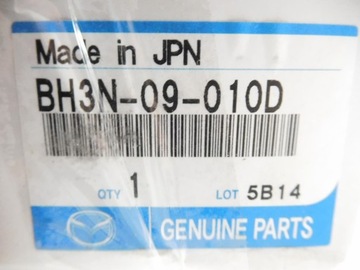 Made in JPN
BH3N-09-010D
QTY 1 LOT 5B14
GENUINE PARTS